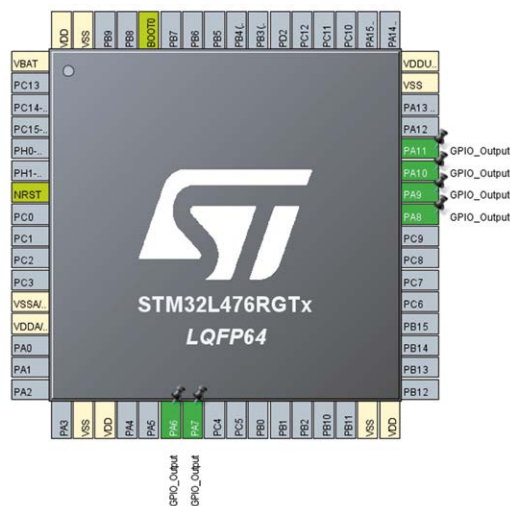 VDD
VSS
PB9
PB8
BOOT0
PB7
PB6
PB5
PB4(..
PB3(..
PD2
PC12
PC11
PC10
PA15..
PA14..
VBAT
PC13
PC14-..
PC15-..
PH0-..
PH1-..
NRST
PC0
PC1
PC2
PC3
VSSA/..
VDDA/..
PA0
PA1
PA2
ST
STM32L476RGTx
LQFP64
VDDU..
VSS
PA13 ..
PA12
PA11 GPIO_Output
PA10 GPIO_Output
PA9 GPIO_Output
PA8 GPIO_Output
PC9
PC8
PC7
PC6
PB15
PB14
PB13
PB12
PA3
VSS
VDD
PA4
PA5
PA6
PA7
PC4
PC5
PB0
PB1
PB2
PB10
PB11
VSS
VDD
GPIO_Output
GPIO_Output